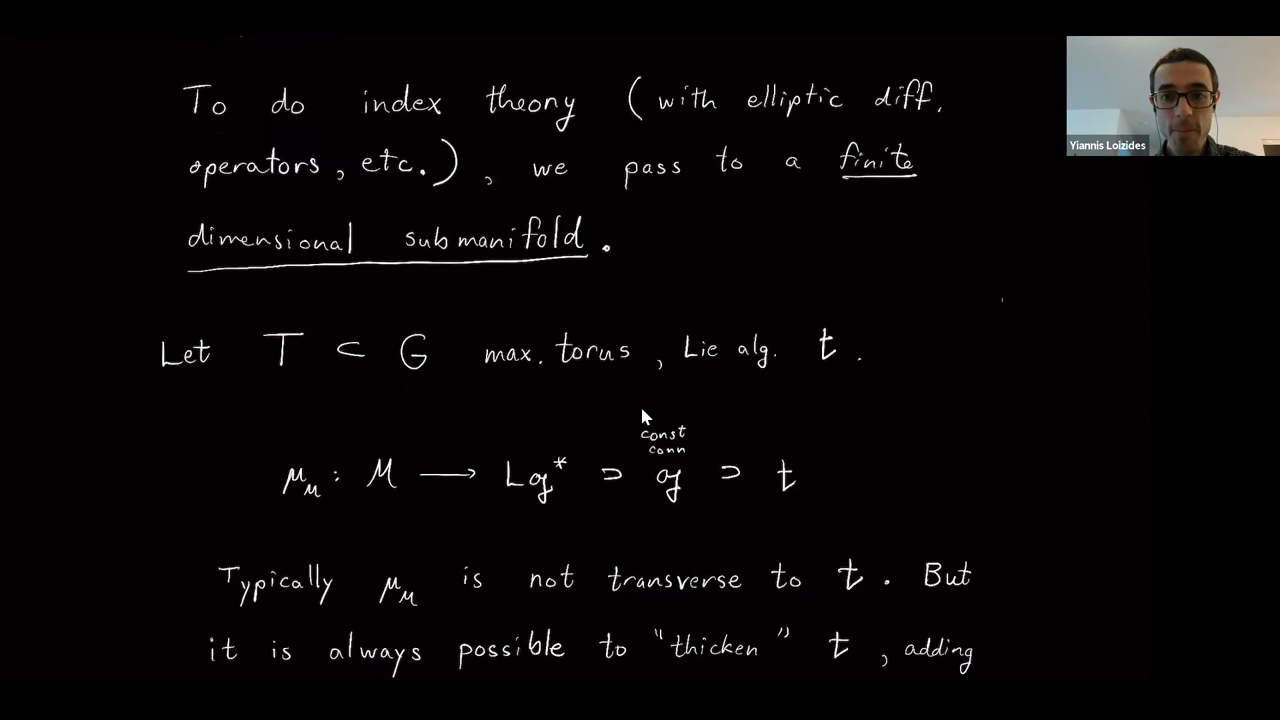 To do index theory (with elliptic diff.
operators, etc.), we pass to a finite
dimensional submanifold.
Let T ⊂ G max. torus, Lie alg. t.
const
conn
μ_M : M → Lg* ⊃ g ⊃ t
Typically μ_M is not transverse to t. But
it is always possible to "thicken" t, adding
Yiannis Loizides